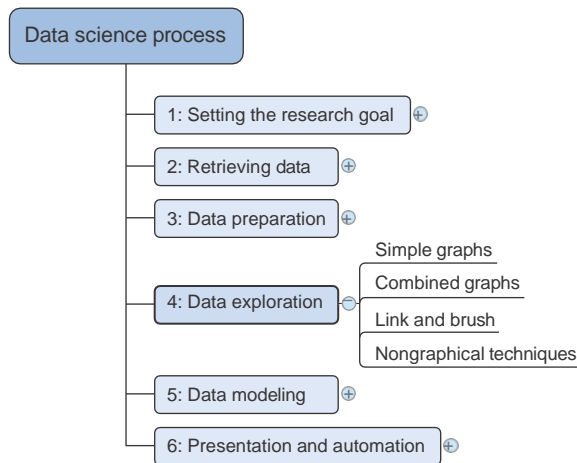 Data science process
1: Setting the research goal
2: Retrieving data
3: Data preparation
4: Data exploration
Simple graphs
Combined graphs
Link and brush
Nongraphical techniques
5: Data modeling
6: Presentation and automation